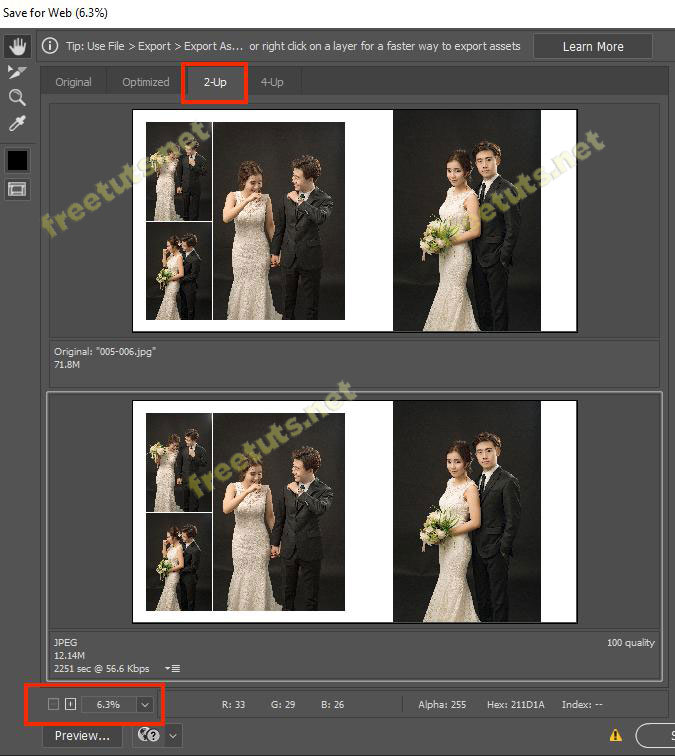 Save for Web (6.3%)
Tip: Use File > Export > Export As... or right click on a layer for a faster way to export assets
Learn More
Original
Optimized
2-Up
4-Up
freetuts.net
etuts.net
Original: "005-006.jpg"
71.8M
freetuts.net
JPEG
100 quality
12.14M
2251 sec @ 56.6 Kbps
6.3%
R: 33
G: 29
B: 26
Alpha: 255
Hex: 211D1A
Index: --
Preview...